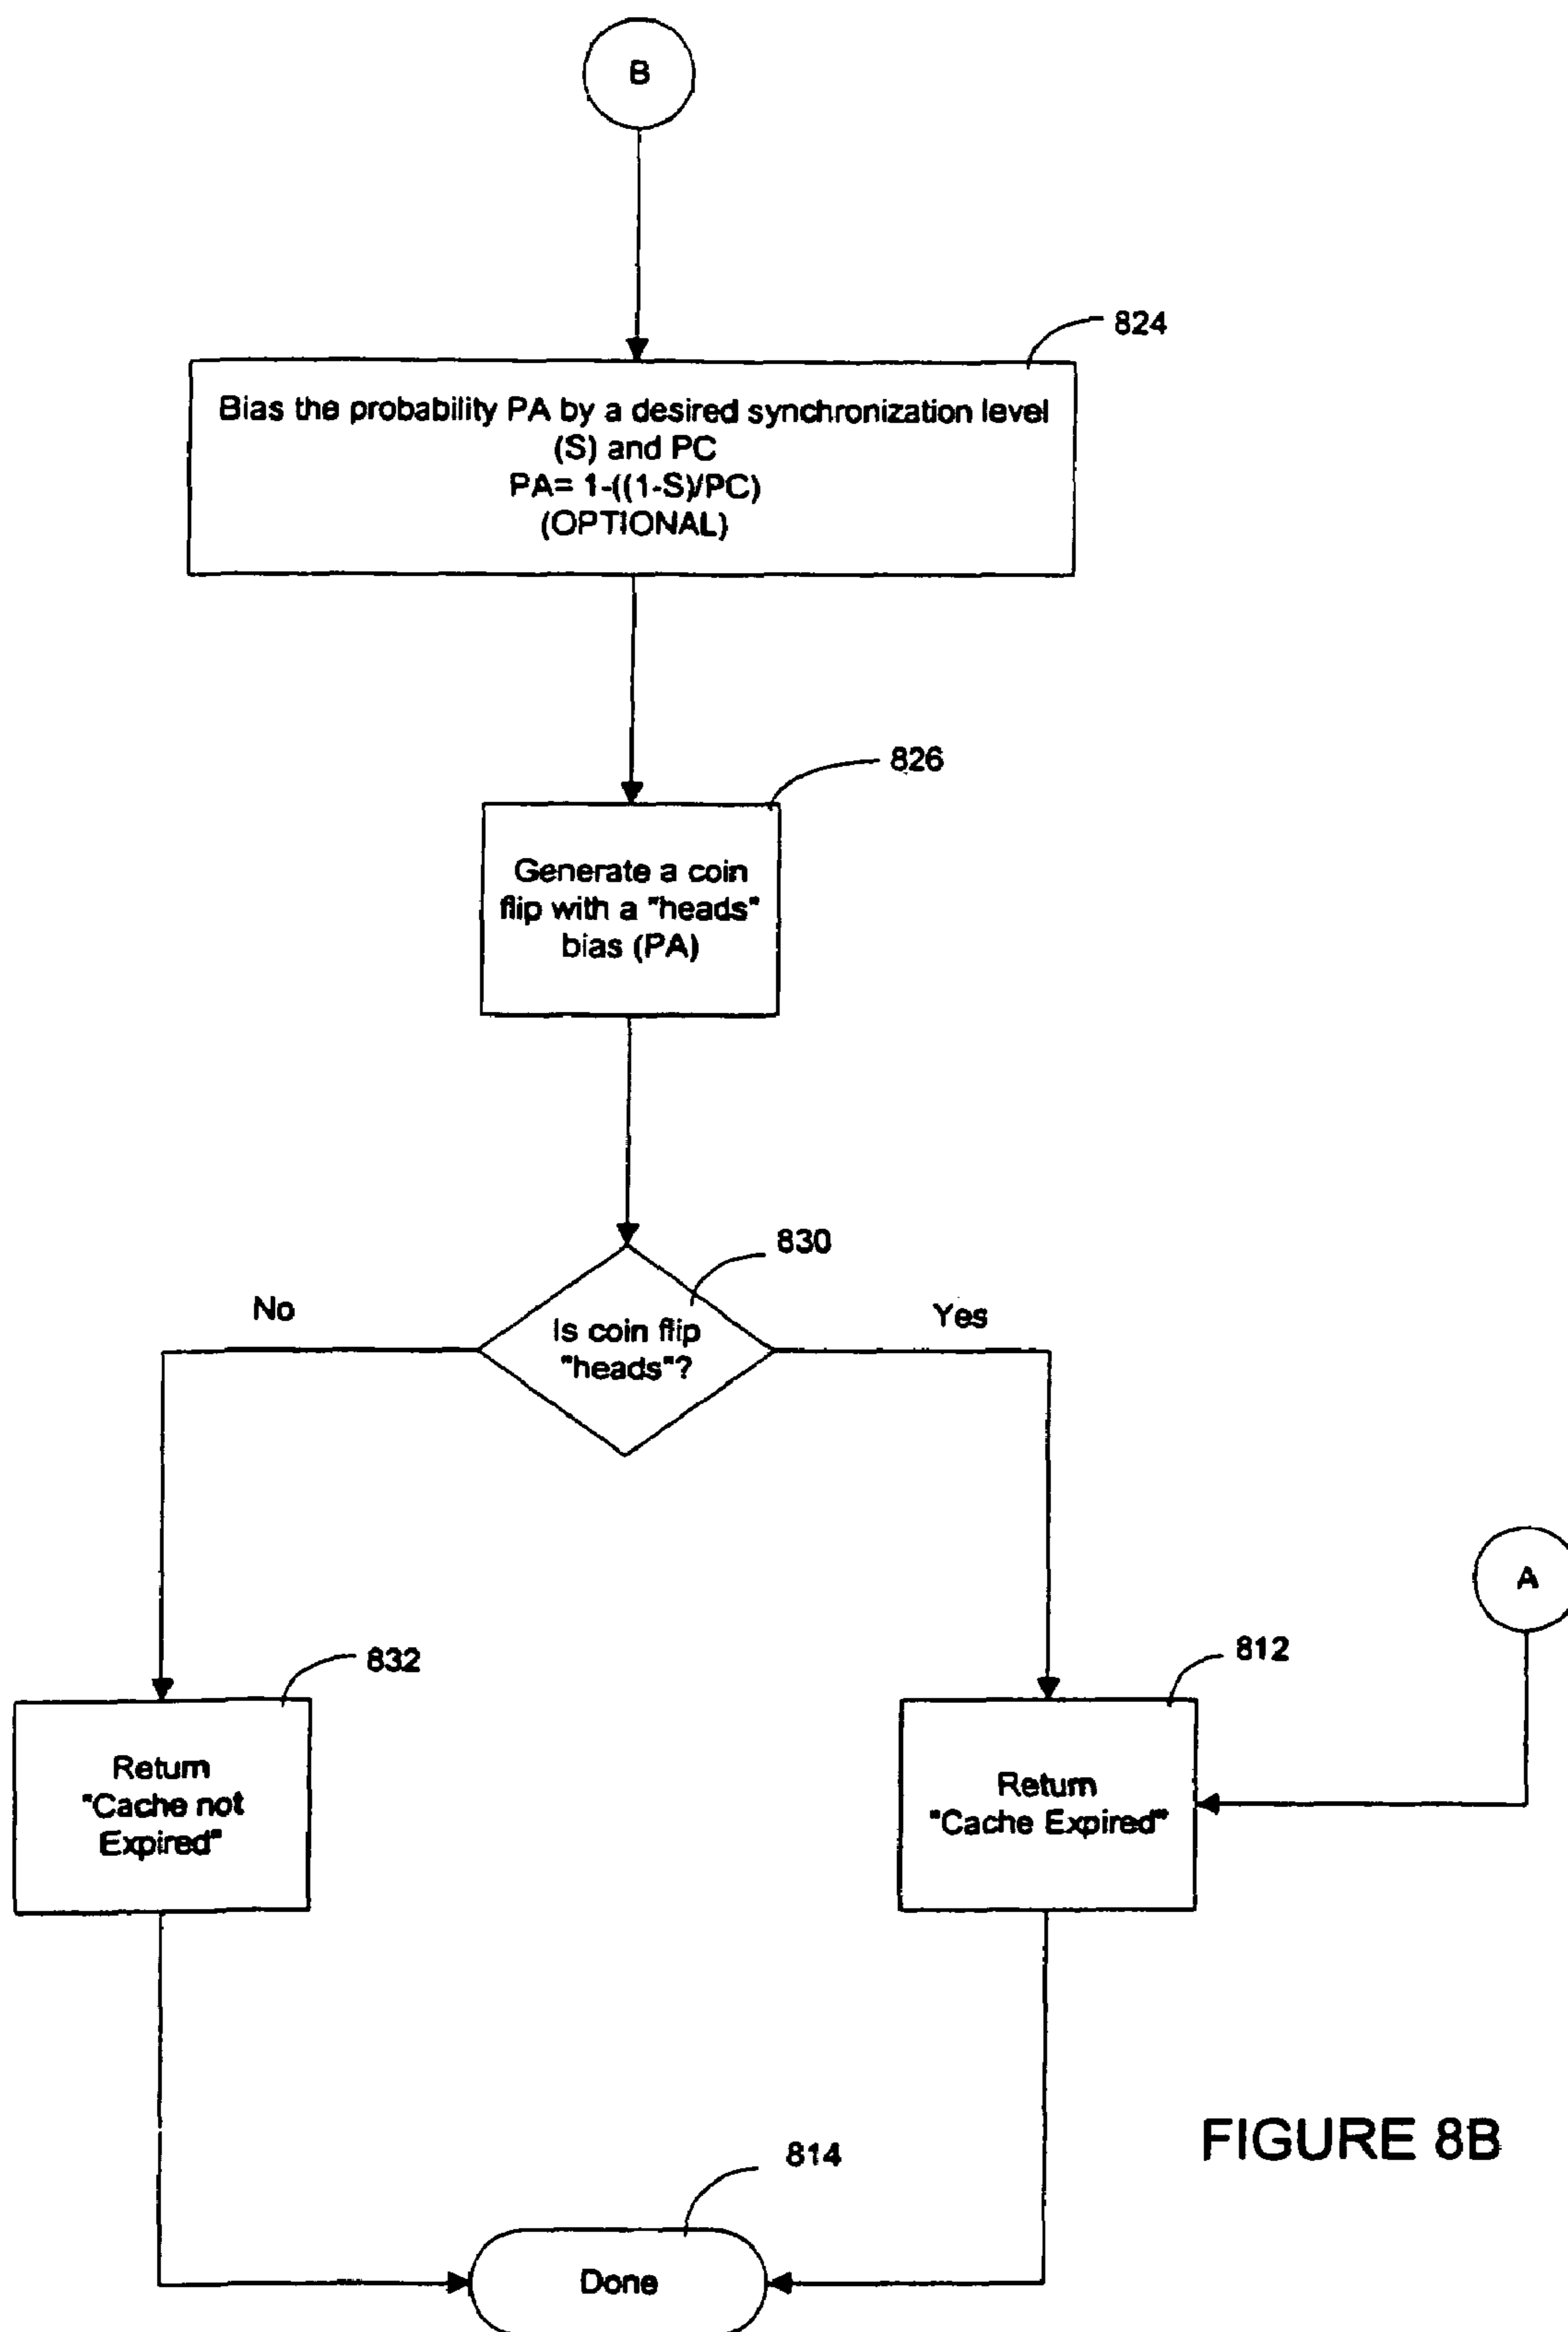 B
824
Bias the probability PA by a desired synchronization level
(S) and PC
PA= 1-((1-S)/PC)
(OPTIONAL)
826
Generate a coin
flip with a "heads"
bias (PA)
830
No
Yes
Is coin flip
"heads"?
A
832
812
Return
"Cache not
Expired"
Return
"Cache Expired"
FIGURE 8B
814
Done